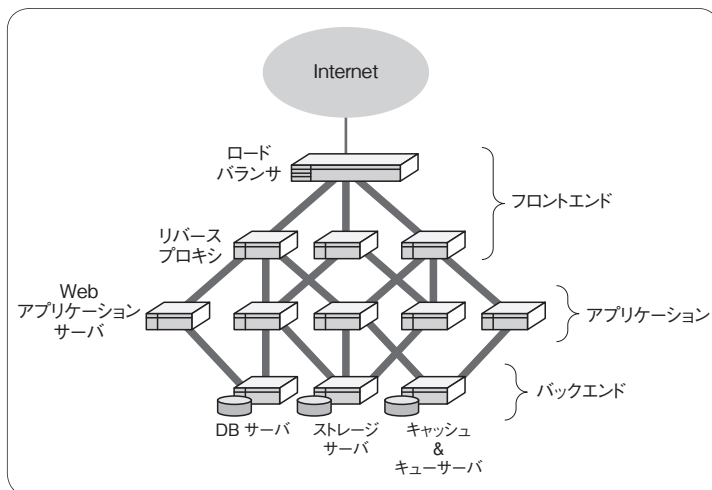 Internet
ロード
バランサ
フロントエンド
リバース
プロキシ
Web
アプリケーション
サーバ
アプリケーション
バックエンド
DB サーバ
ストレージ
サーバ
キャッシュ
&
キューサーバ